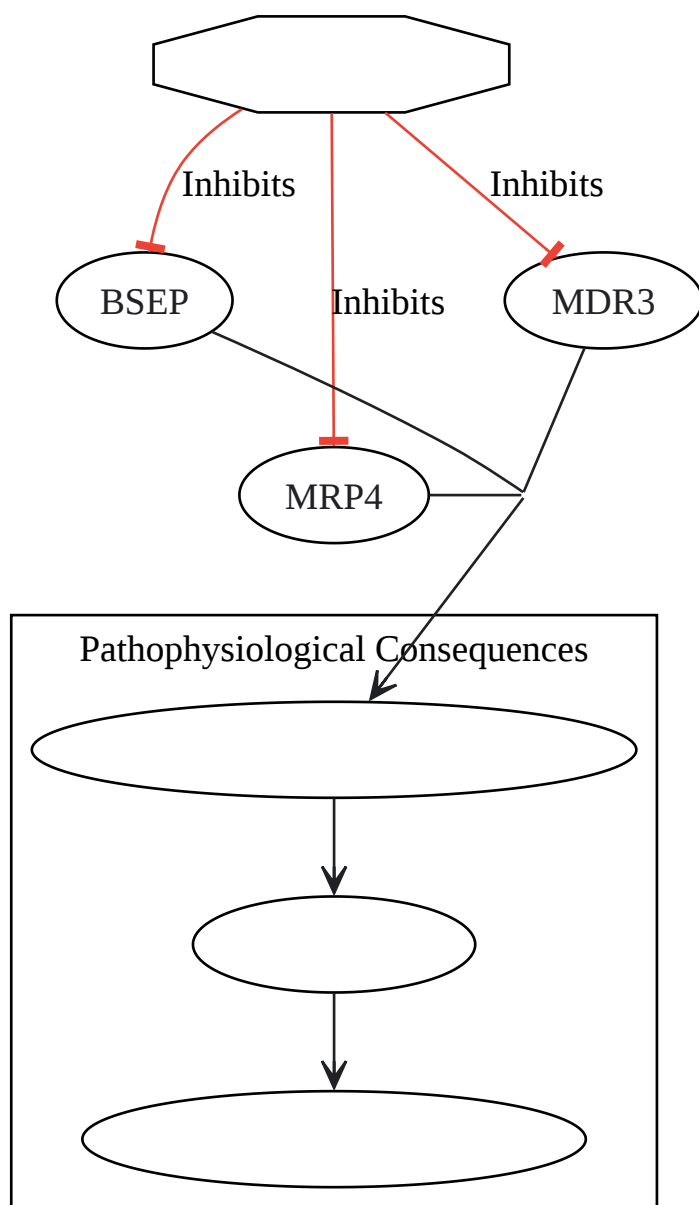 Inhibits
Inhibits
BSEP
Inhibits
MDR3
MRP4
Pathophysiological Consequences